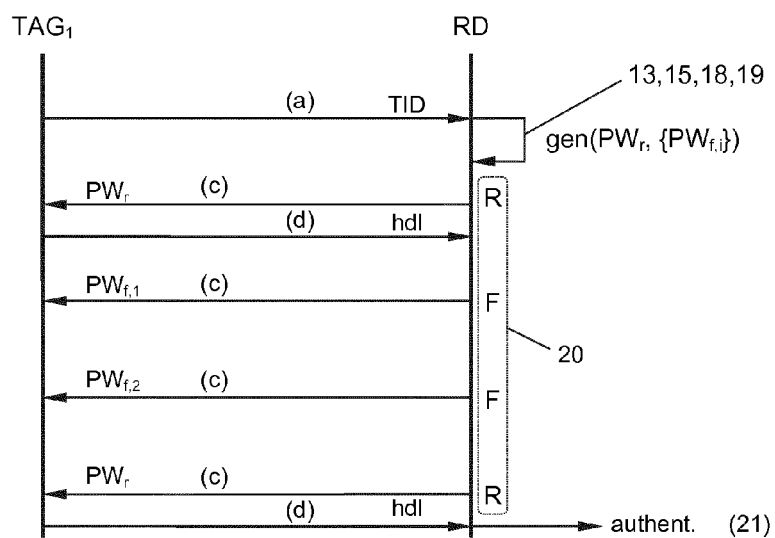 TAG₁ RD
13,15,18,19
(a) TID
gen(PWr, {PWf,i})
PWr (c) R
(d) hdl
PWf,1 (c) F
20
PWf,2 (c) F
PWr (c) R
(d) hdl
authent. (21)